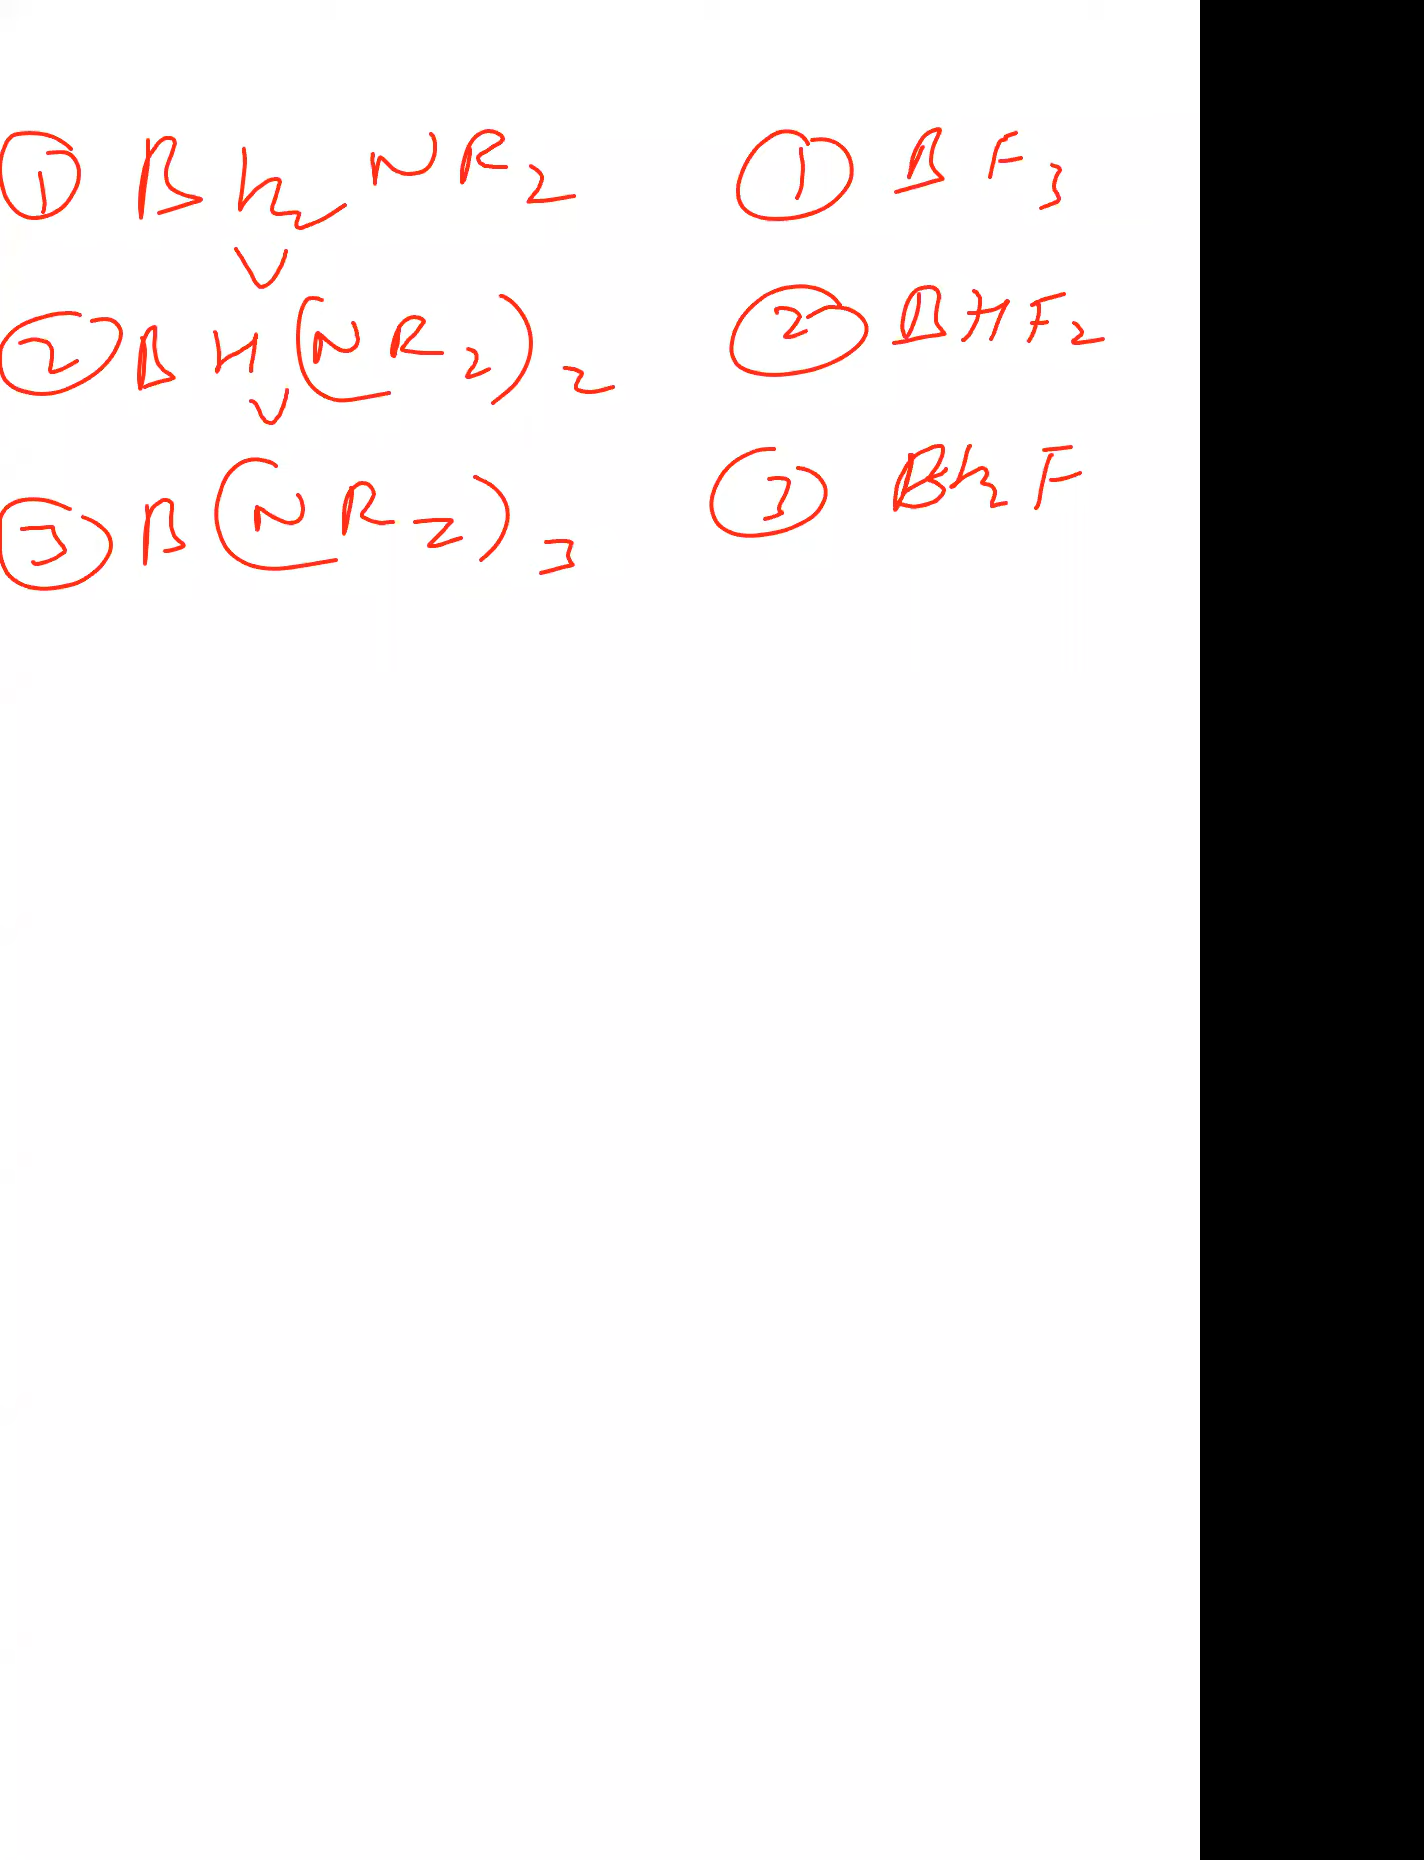 ① BH₂NR₂
∨
② BH(NR₂)₂
∨
③ B(NR₂)₃
① BF₃
② BHF₂
③ BH₂F